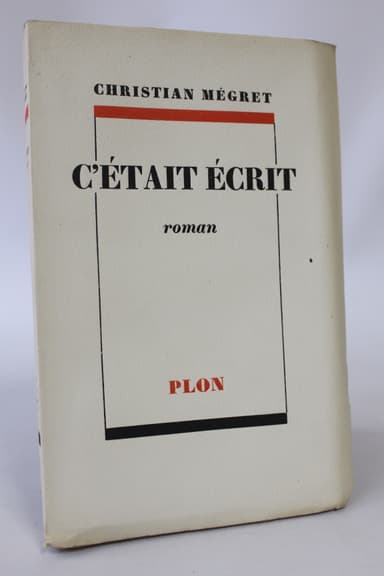 CHRISTIAN MÉGRET
C'ÉTAIT ÉCRIT
roman
PLON